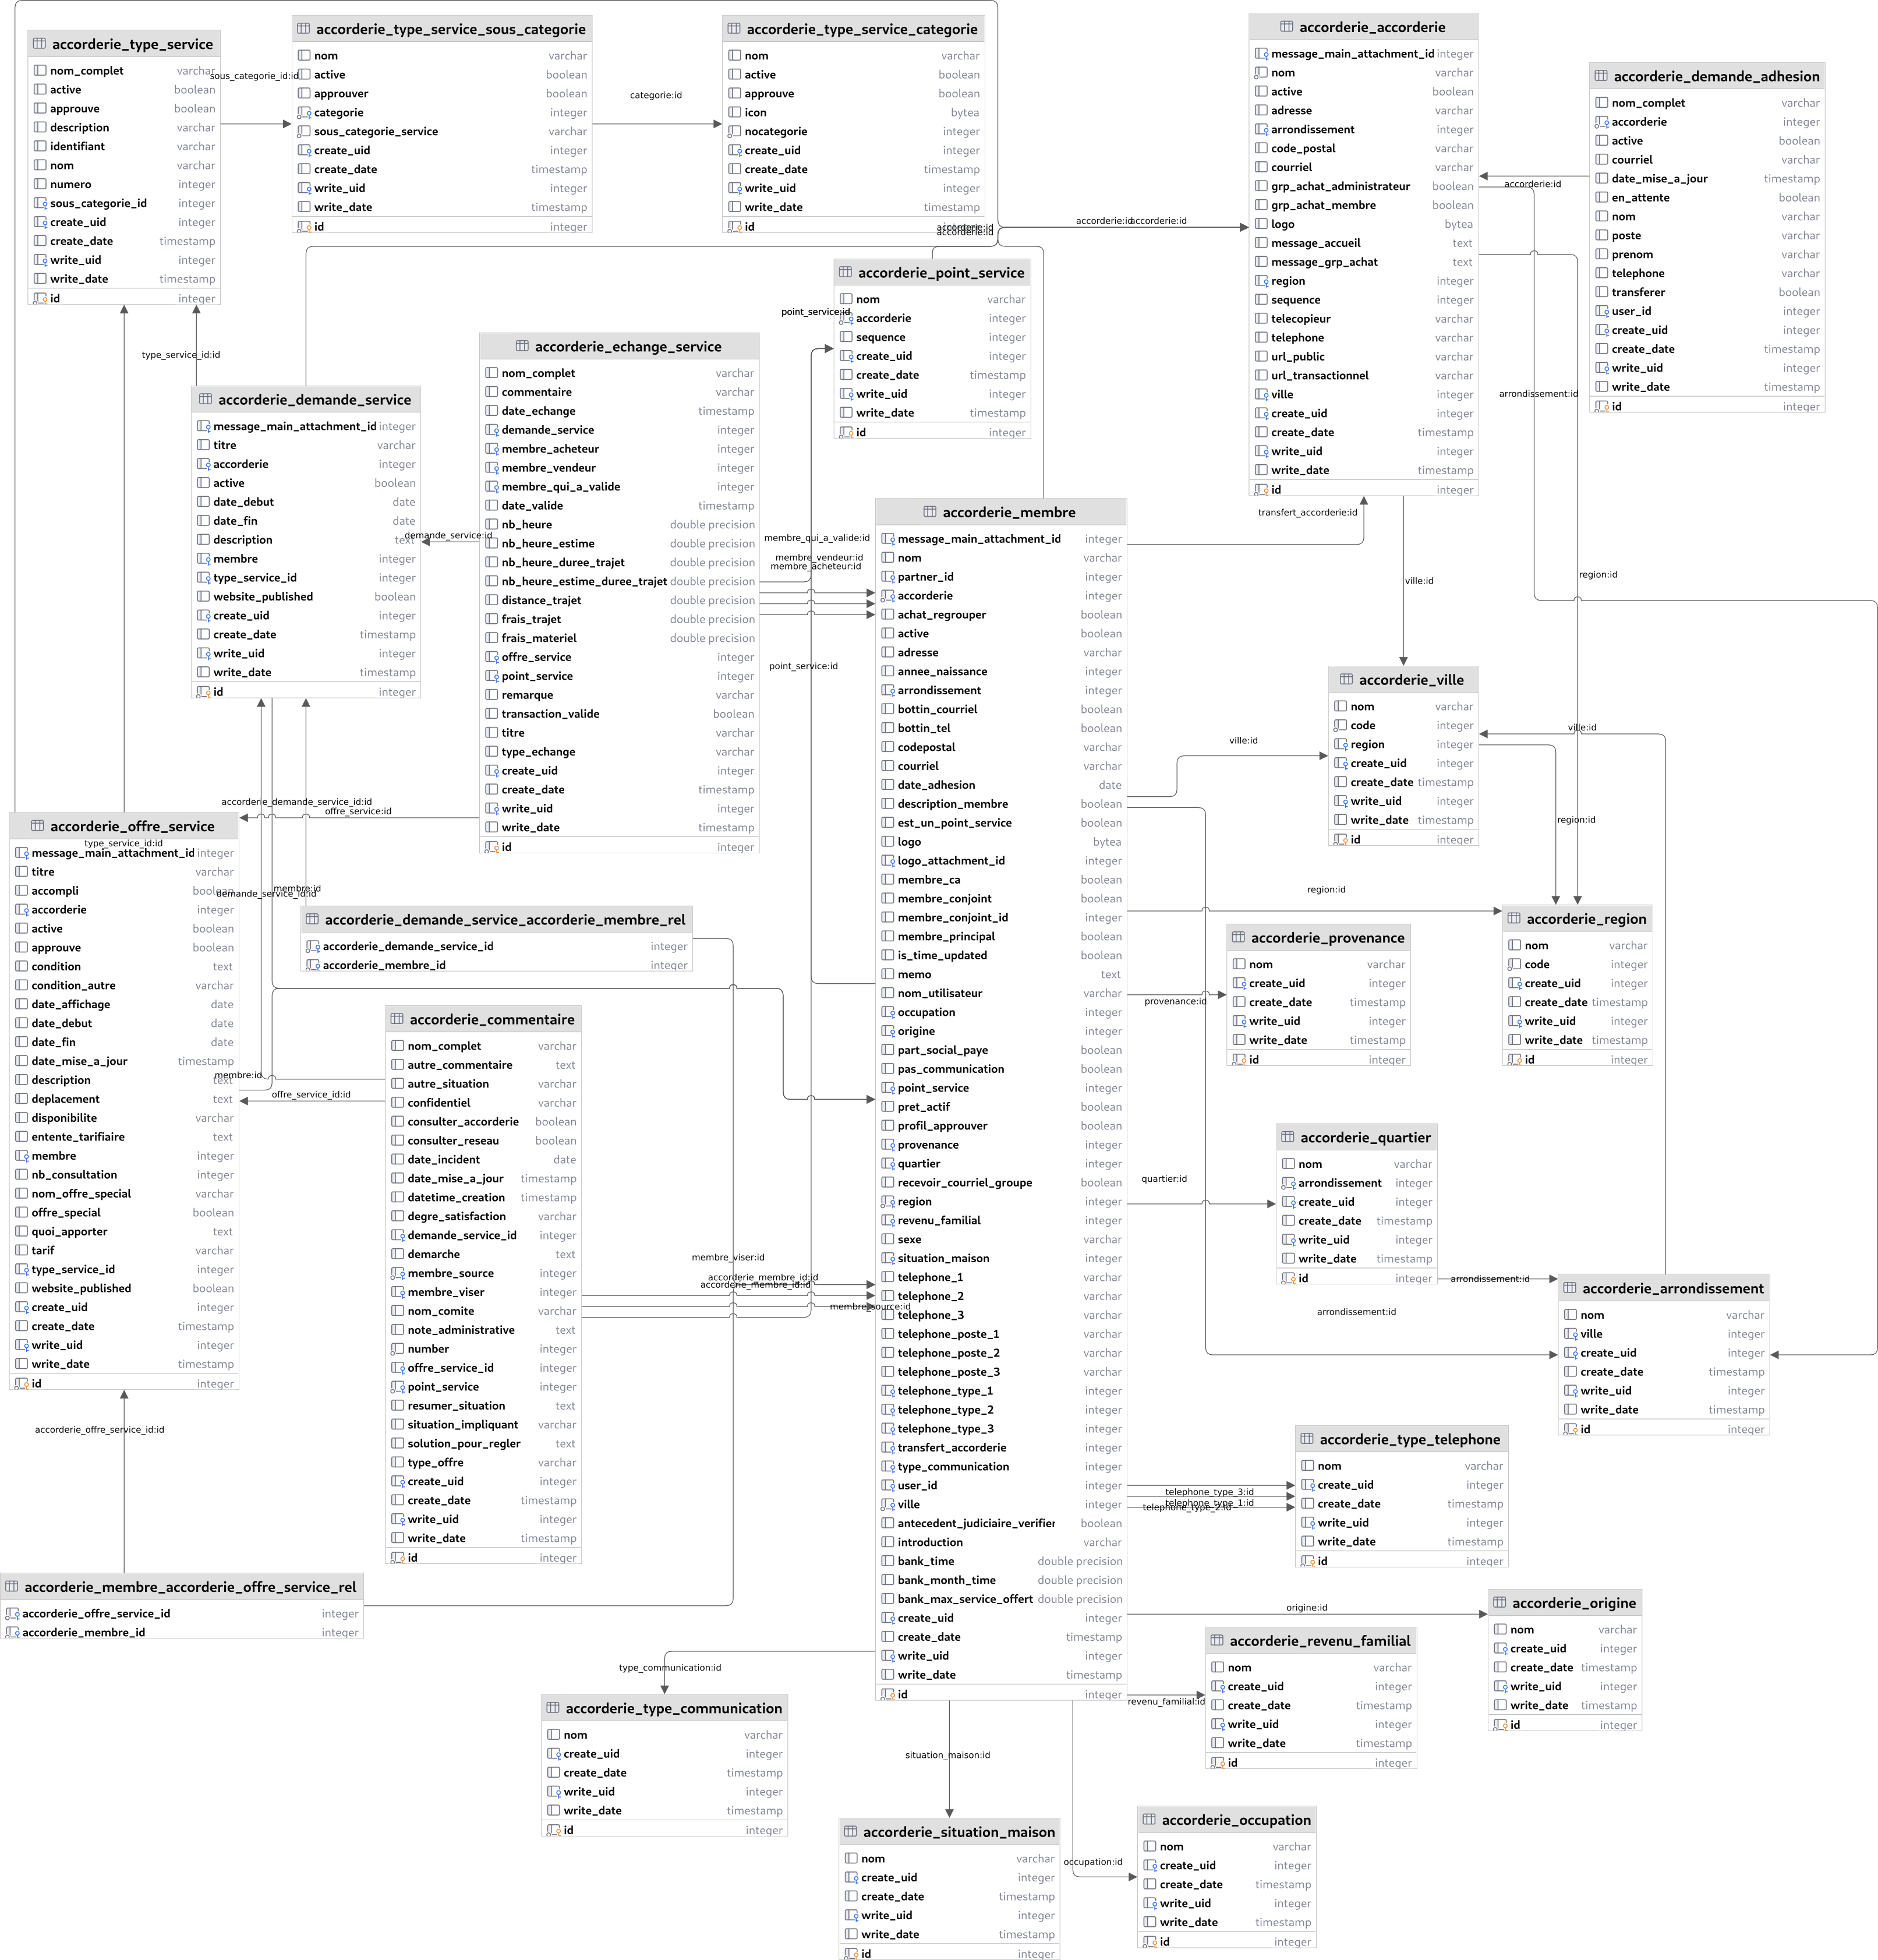 accorderie_type_service
nom_complet varchar
active boolean
approuve boolean
description varchar
identifiant varchar
nom varchar
numero integer
sous_categorie_id integer
create_uid integer
create_date timestamp
write_uid integer
write_date timestamp
id integer
sous_categorie_id:id
accorderie_type_service_sous_categorie
nom varchar
active boolean
approuver boolean
categorie integer
sous_categorie_service varchar
create_uid integer
create_date timestamp
write_uid integer
write_date timestamp
id integer
categorie:id
accorderie_type_service_categorie
nom varchar
active boolean
approuve boolean
icon bytea
nocategorie integer
create_uid integer
create_date timestamp
write_uid integer
write_date timestamp
id integer
accorderie:id
accorderie:id
accorderie:id
accorderie:id
accorderie_accorderie
message_main_attachment_id integer
nom varchar
active boolean
adresse varchar
arrondissement integer
code_postal varchar
courriel varchar
grp_achat_administrateur boolean
grp_achat_membre boolean
logo bytea
message_accueil text
message_grp_achat text
region integer
sequence integer
telecopieur varchar
telephone varchar
url_public varchar
url_transactionnel varchar
ville integer
create_uid integer
create_date timestamp
write_uid integer
write_date timestamp
id integer
accorderie:id
accorderie_demande_adhesion
nom_complet varchar
accorderie integer
active boolean
courriel varchar
date_mise_a_jour timestamp
en_attente boolean
nom varchar
poste varchar
prenom varchar
telephone varchar
transferer boolean
user_id integer
create_uid integer
create_date timestamp
write_uid integer
write_date timestamp
id integer
arrondissement:id
region:id
transfert_accorderie:id
ville:id
accorderie_point_service
nom varchar
accorderie integer
sequence integer
create_uid integer
create_date timestamp
write_uid integer
write_date timestamp
id integer
point_service:id
type_service_id:id
accorderie_demande_service
message_main_attachment_id integer
titre varchar
accorderie integer
active boolean
date_debut date
date_fin date
description text
membre integer
type_service_id integer
website_published boolean
create_uid integer
create_date timestamp
write_uid integer
write_date timestamp
id integer
demande_service:id
accorderie_echange_service
nom_complet varchar
commentaire varchar
date_echange timestamp
demande_service integer
membre_acheteur integer
membre_vendeur integer
membre_qui_a_valide integer
date_valide timestamp
nb_heure double precision
nb_heure_estime double precision
nb_heure_duree_trajet double precision
nb_heure_estime_duree_trajet double precision
distance_trajet double precision
frais_trajet double precision
frais_materiel double precision
offre_service integer
point_service integer
remarque varchar
transaction_valide boolean
titre varchar
type_echange varchar
create_uid integer
create_date timestamp
write_uid integer
write_date timestamp
id integer
membre_qui_a_valide:id
membre_vendeur:id
membre_acheteur:id
point_service:id
accorderie_membre
message_main_attachment_id integer
nom varchar
partner_id integer
accorderie integer
achat_regrouper boolean
active boolean
adresse varchar
annee_naissance integer
arrondissement integer
bottin_courriel boolean
bottin_tel boolean
codepostal varchar
courriel varchar
date_adhesion date
description_membre boolean
est_un_point_service boolean
logo bytea
logo_attachment_id integer
membre_ca boolean
membre_conjoint boolean
membre_conjoint_id integer
membre_principal boolean
is_time_updated boolean
memo text
nom_utilisateur varchar
occupation integer
origine integer
part_social_paye boolean
pas_communication boolean
point_service integer
pret_actif boolean
profil_approuver boolean
provenance integer
quartier integer
recevoir_courriel_groupe boolean
region integer
revenu_familial integer
sexe varchar
situation_maison integer
telephone_1 varchar
telephone_2 varchar
telephone_3 varchar
telephone_poste_1 varchar
telephone_poste_2 varchar
telephone_poste_3 varchar
telephone_type_1 integer
telephone_type_2 integer
telephone_type_3 integer
transfert_accorderie integer
type_communication integer
user_id integer
ville integer
antecedent_judiciaire_verifier boolean
introduction varchar
bank_time double precision
bank_month_time double precision
bank_max_service_offert double precision
create_uid integer
create_date timestamp
write_uid integer
write_date timestamp
id integer
accorderie_ville
nom varchar
code integer
region integer
create_uid integer
create_date timestamp
write_uid integer
write_date timestamp
id integer
ville:id
ville:id
region:id
region:id
accorderie_region
nom varchar
code integer
create_uid integer
create_date timestamp
write_uid integer
write_date timestamp
id integer
accorderie_provenance
nom varchar
create_uid integer
create_date timestamp
write_uid integer
write_date timestamp
id integer
provenance:id
accorderie_demande_service_id:id
offre_service:id
accorderie_offre_service
type_service_id:id
message_main_attachment_id integer
titre varchar
accompli boolean
accorderie integer
active boolean
approuve boolean
condition text
condition_autre varchar
date_affichage date
date_debut date
date_fin date
date_mise_a_jour timestamp
description text
deplacement text
disponibilite varchar
entente_tarifiaire text
membre integer
nb_consultation integer
nom_offre_special varchar
offre_special boolean
quoi_apporter text
tarif varchar
type_service_id integer
website_published boolean
create_uid integer
create_date timestamp
write_uid integer
write_date timestamp
id integer
membre:id
demande_service_id:id
accorderie_demande_service_accorderie_membre_rel
accorderie_demande_service_id integer
accorderie_membre_id integer
membre:id
offre_service_id:id
accorderie_commentaire
nom_complet varchar
autre_commentaire text
autre_situation varchar
confidentiel varchar
consulter_accorderie boolean
consulter_reseau boolean
date_incident date
date_mise_a_jour timestamp
datetime_creation timestamp
degre_satisfaction varchar
demande_service_id integer
demarche text
membre_source integer
membre_viser integer
nom_comite varchar
note_administrative text
number integer
offre_service_id integer
point_service integer
resumer_situation text
situation_impliquant varchar
solution_pour_regler text
type_offre varchar
create_uid integer
create_date timestamp
write_uid integer
write_date timestamp
id integer
membre_viser:id
accorderie_membre_id:id
accorderie_membre_id:id
membre_source:id
accorderie_quartier
nom varchar
arrondissement integer
create_uid integer
create_date timestamp
write_uid integer
write_date timestamp
id integer
quartier:id
arrondissement:id
arrondissement:id
accorderie_arrondissement
nom varchar
ville integer
create_uid integer
create_date timestamp
write_uid integer
write_date timestamp
id integer
accorderie_type_telephone
nom varchar
create_uid integer
create_date timestamp
write_uid integer
write_date timestamp
id integer
telephone_type_3:id
telephone_type_1:id
telephone_type_2:id
accorderie_offre_service_id:id
accorderie_membre_accorderie_offre_service_rel
accorderie_offre_service_id integer
accorderie_membre_id integer
origine:id
accorderie_origine
nom varchar
create_uid integer
create_date timestamp
write_uid integer
write_date timestamp
id integer
accorderie_revenu_familial
nom varchar
create_uid integer
create_date timestamp
write_uid integer
write_date timestamp
id integer
revenu_familial:id
type_communication:id
accorderie_type_communication
nom varchar
create_uid integer
create_date timestamp
write_uid integer
write_date timestamp
id integer
situation_maison:id
accorderie_situation_maison
nom varchar
create_uid integer
create_date timestamp
write_uid integer
write_date timestamp
id integer
occupation:id
accorderie_occupation
nom varchar
create_uid integer
create_date timestamp
write_uid integer
write_date timestamp
id integer